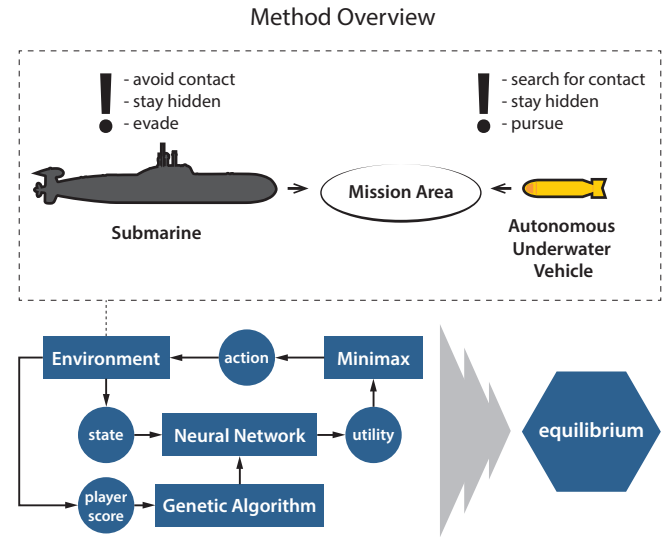 Method Overview
- avoid contact
- stay hidden
- evade
- search for contact
- stay hidden
- pursue
Submarine
Mission Area
Autonomous
Underwater
Vehicle
Environment
action
Minimax
state
Neural Network
utility
player
score
Genetic Algorithm
equilibrium